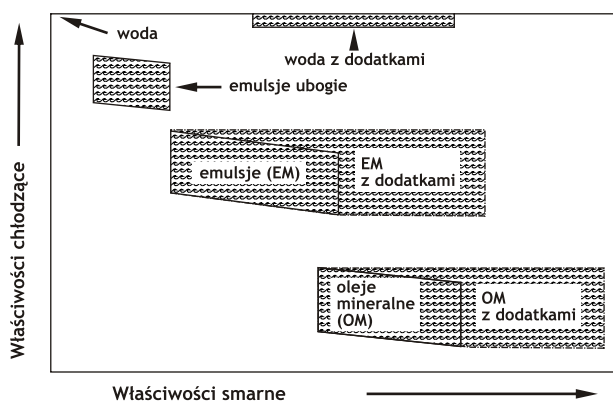 woda
woda z dodatkami
emulsje ubogie
emulsje (EM)
EM
z dodatkami
oleje
mineralne
(OM)
OM
z dodatkami
Właściwości chłodzące
Właściwości smarne